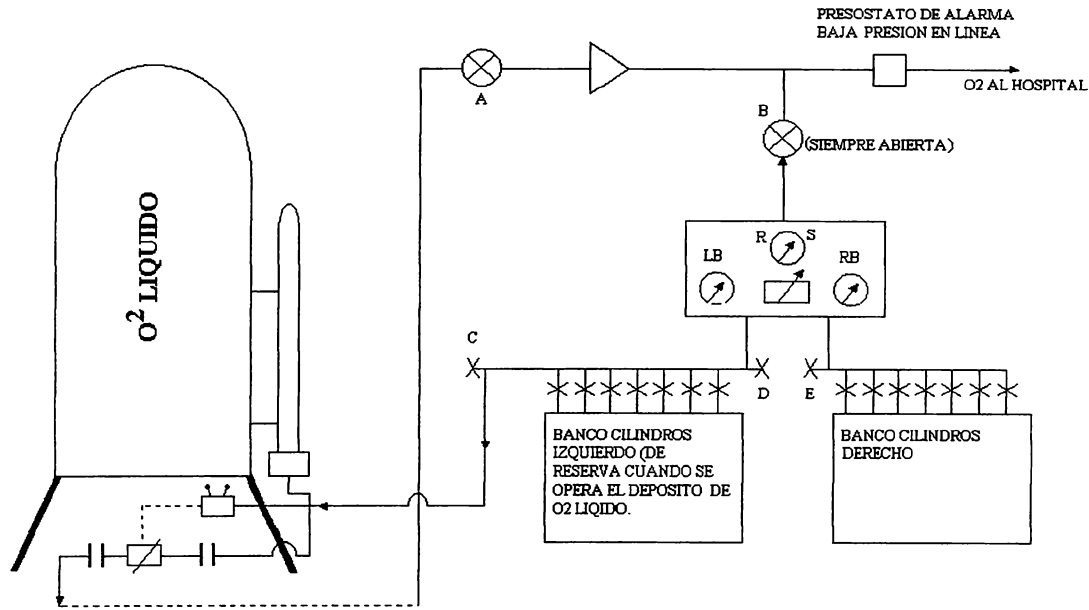 PRESOSTATO DE ALARMA
BAJA PRESION EN LINEA
O2 AL HOSPITAL
A
B
(SIEMPRE ABIERTA)
O² LIQUIDO
R S
LB
RB
C
D
E
BANCO CILINDROS
IZQUIERDO (DE
RESERVA CUANDO SE
OPERA EL DEPOSITO DE
O2 LIQIDO.
BANCO CILINDROS
DERECHO